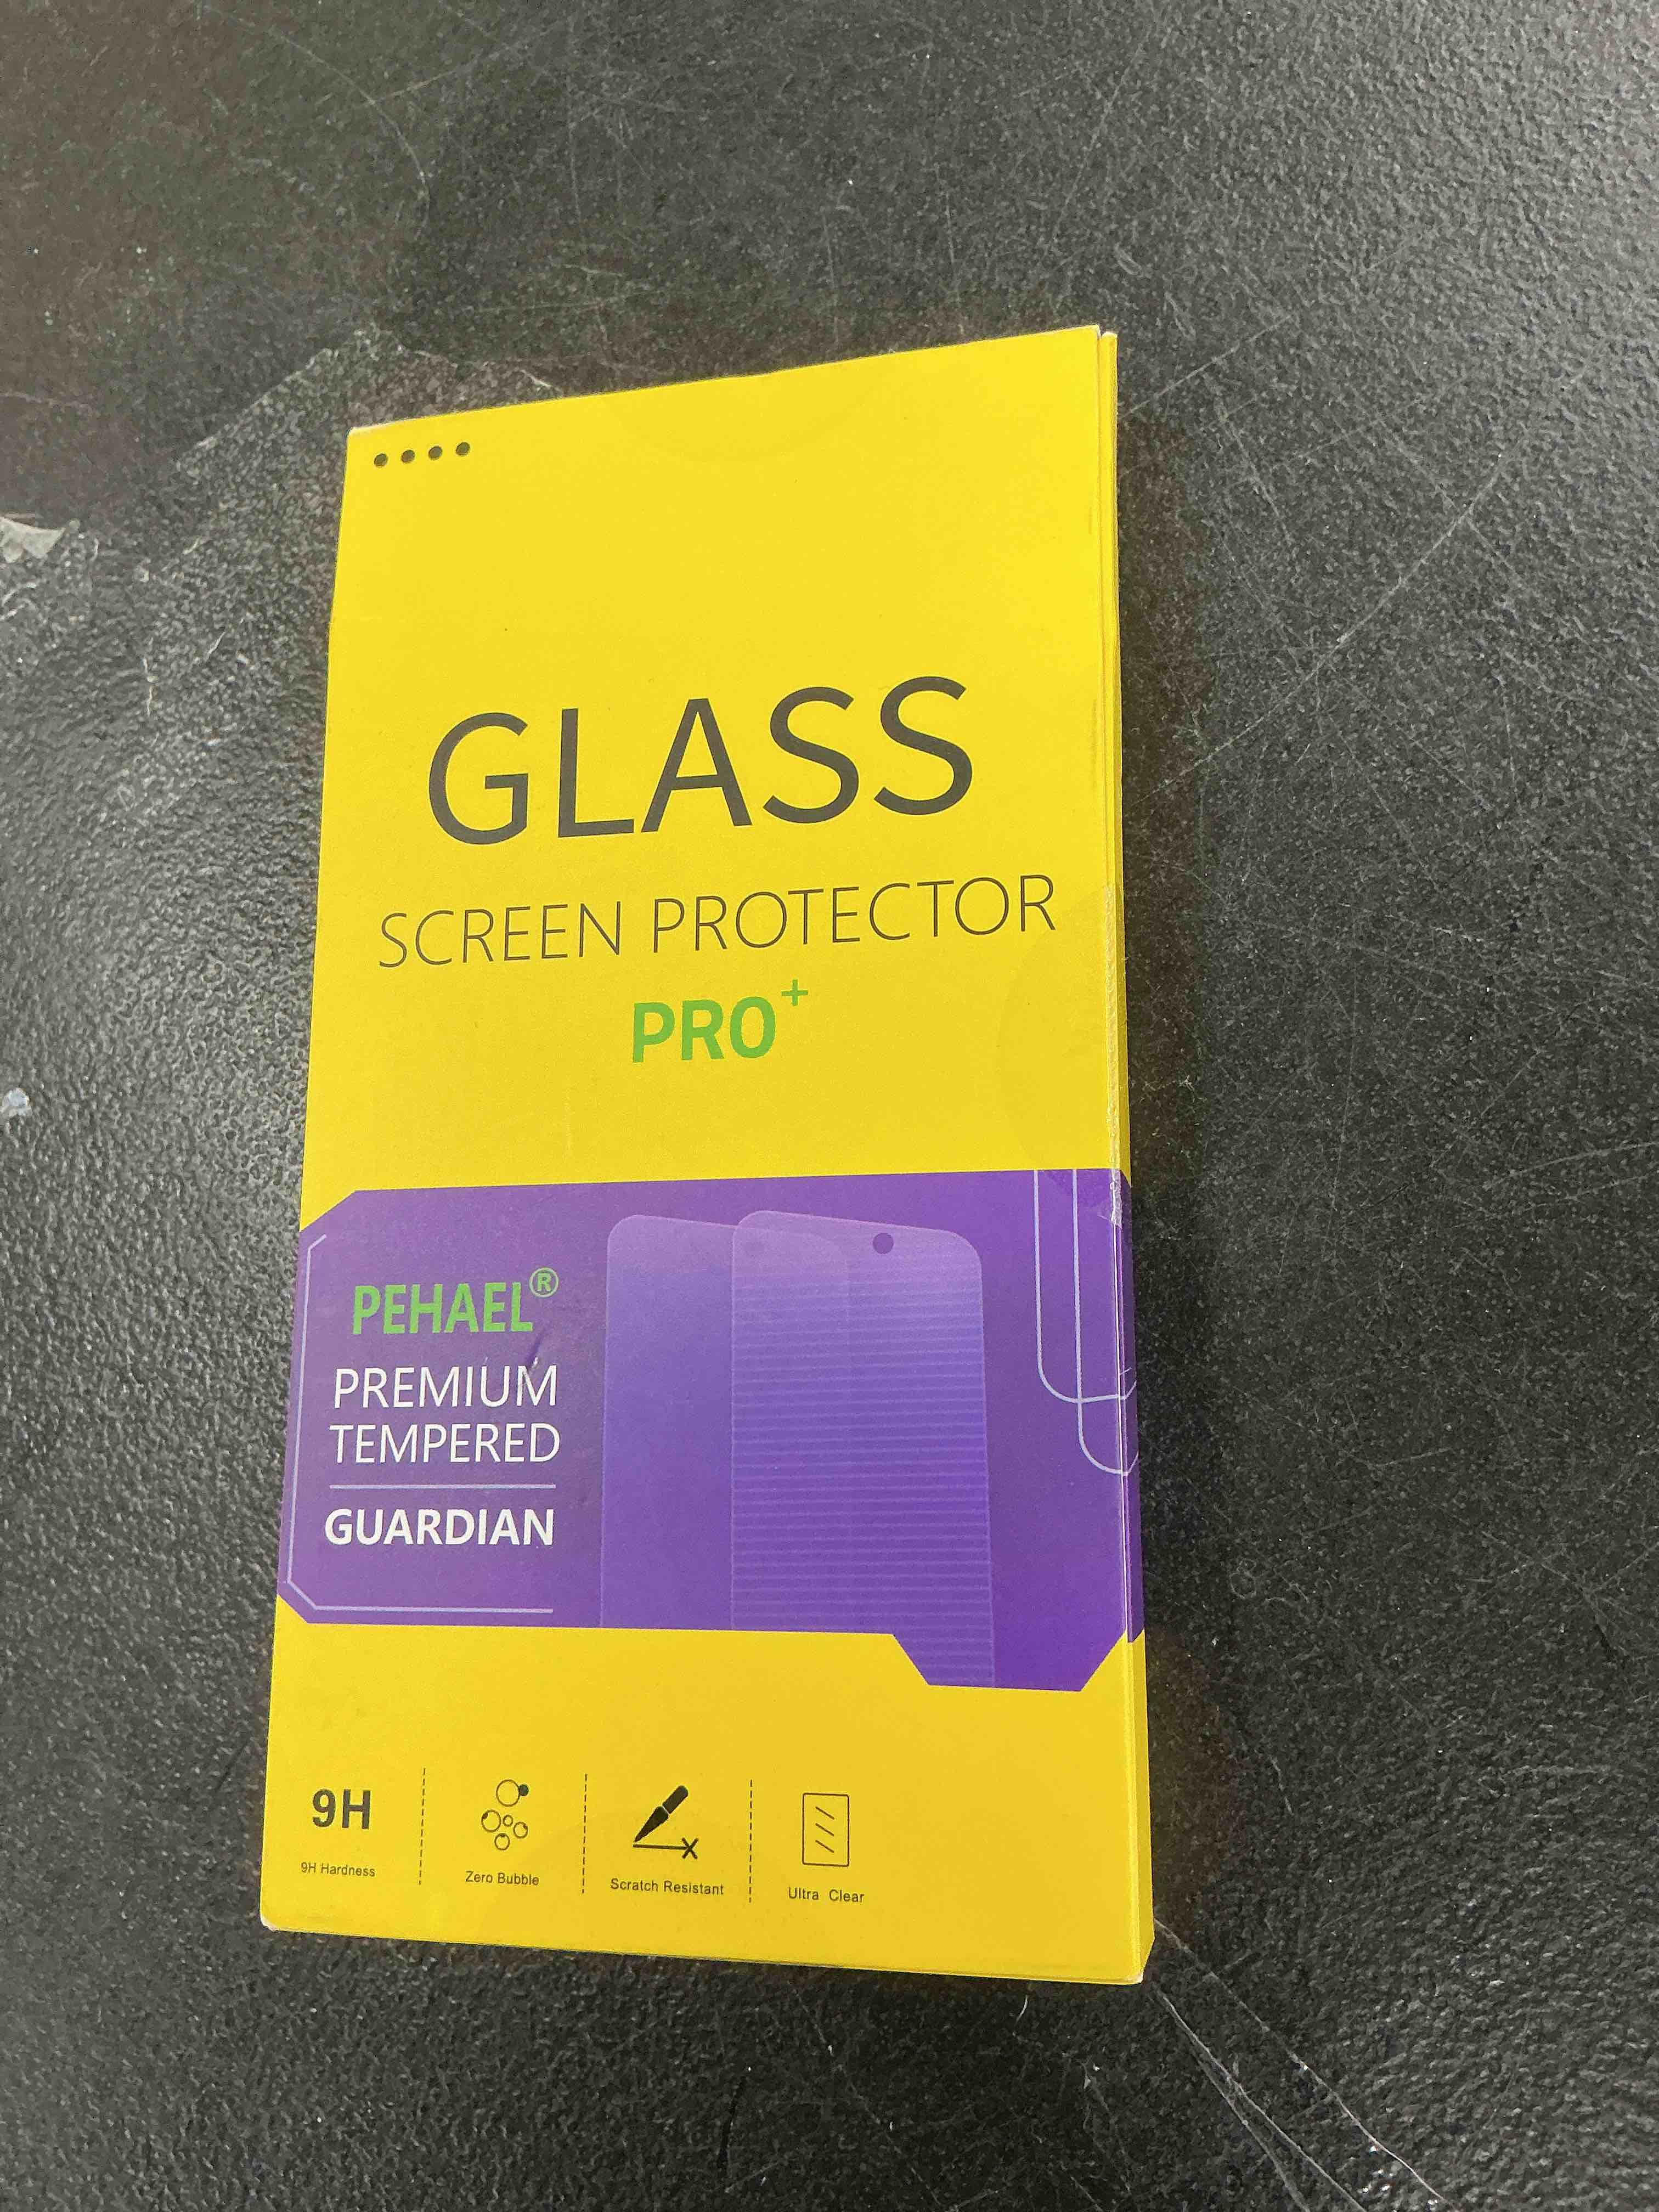 GLASS
SCREEN PROTECTOR
PRO+
PEHAEL®
PREMIUM
TEMPERED
GUARDIAN
9H
9H Hardness
Zero Bubble
Scratch Resistant
Ultra Clear